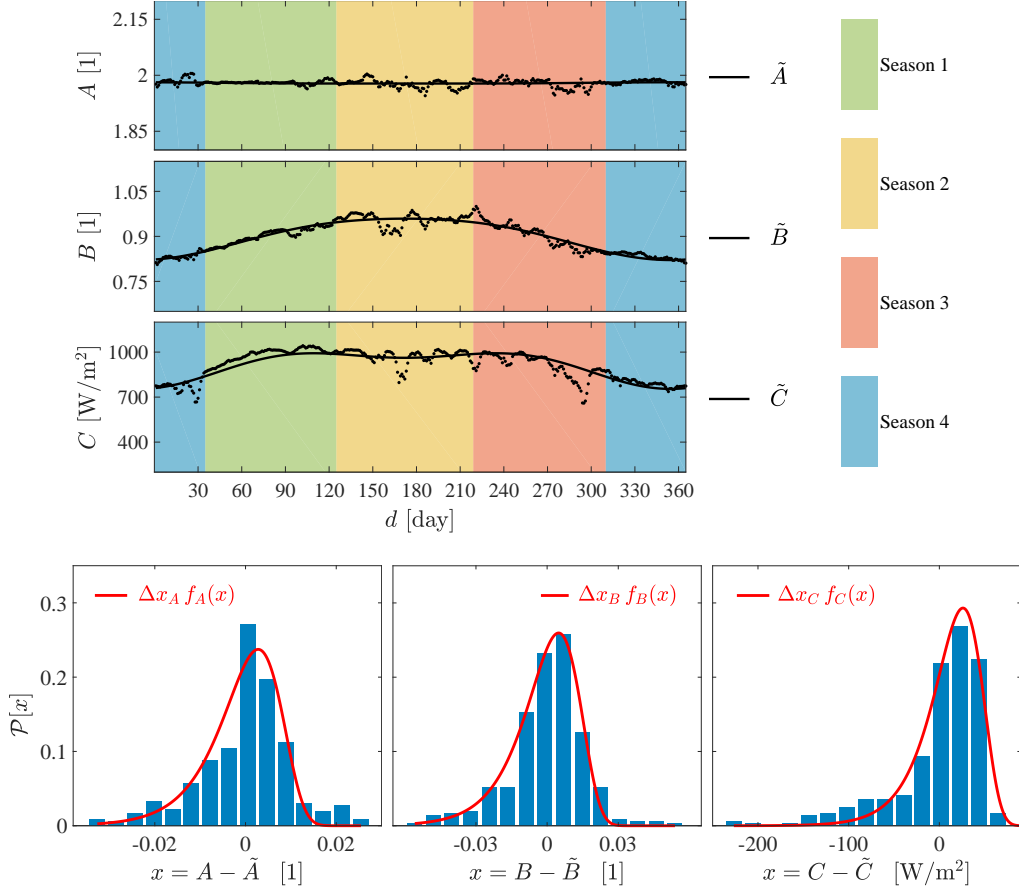 2.15
2
1.85
A [1]
Ã
1.05
0.9
0.75
B [1]
B̃
1000
700
400
C [W/m²]
C̃
30 60 90 120 150 180 210 240 270 300 330 360
d [day]
Season 1
Season 2
Season 3
Season 4
0.3
0.2
0.1
0
𝒫[x]
Δx_A f_A(x)
-0.02 0 0.02
x = A − Ã [1]
Δx_B f_B(x)
-0.03 0 0.03
x = B − B̃ [1]
Δx_C f_C(x)
-200 -100 0
x = C − C̃ [W/m²]